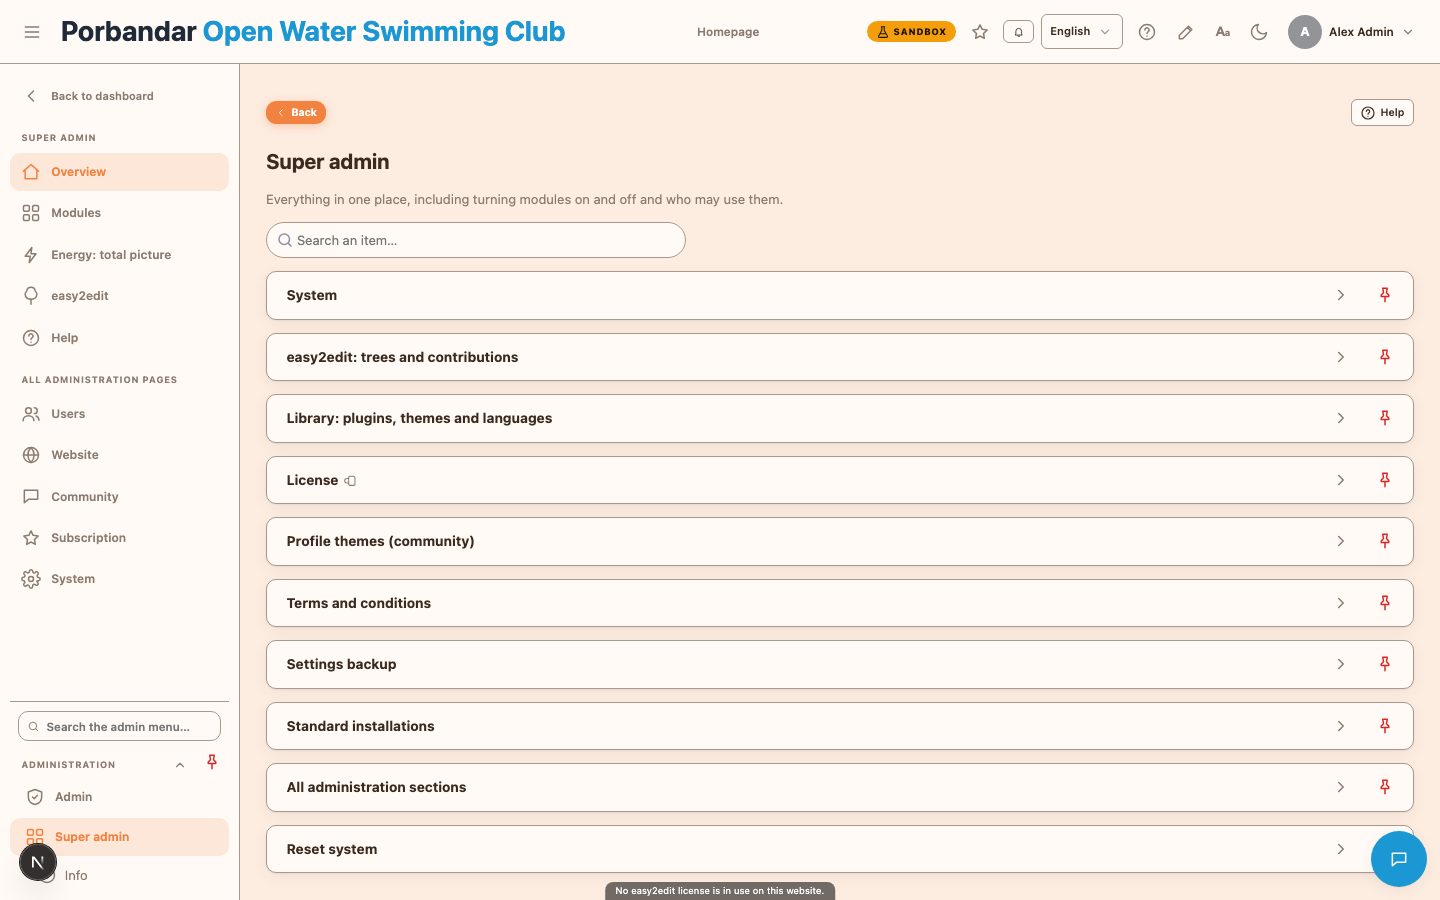 Porbandar Open Water Swimming Club
Homepage
SANDBOX
English
Aa
A
Alex Admin
Back to dashboard
SUPER ADMIN
Overview
Modules
Energy: total picture
easy2edit
Help
ALL ADMINISTRATION PAGES
Users
Website
Community
Subscription
System
Search the admin menu...
ADMINISTRATION
Admin
Super admin
N
Info
Back
Help
Super admin
Everything in one place, including turning modules on and off and who may use them.
Search an item...
System
easy2edit: trees and contributions
Library: plugins, themes and languages
License
Profile themes (community)
Terms and conditions
Settings backup
Standard installations
All administration sections
Reset system
No easy2edit license is in use on this website.